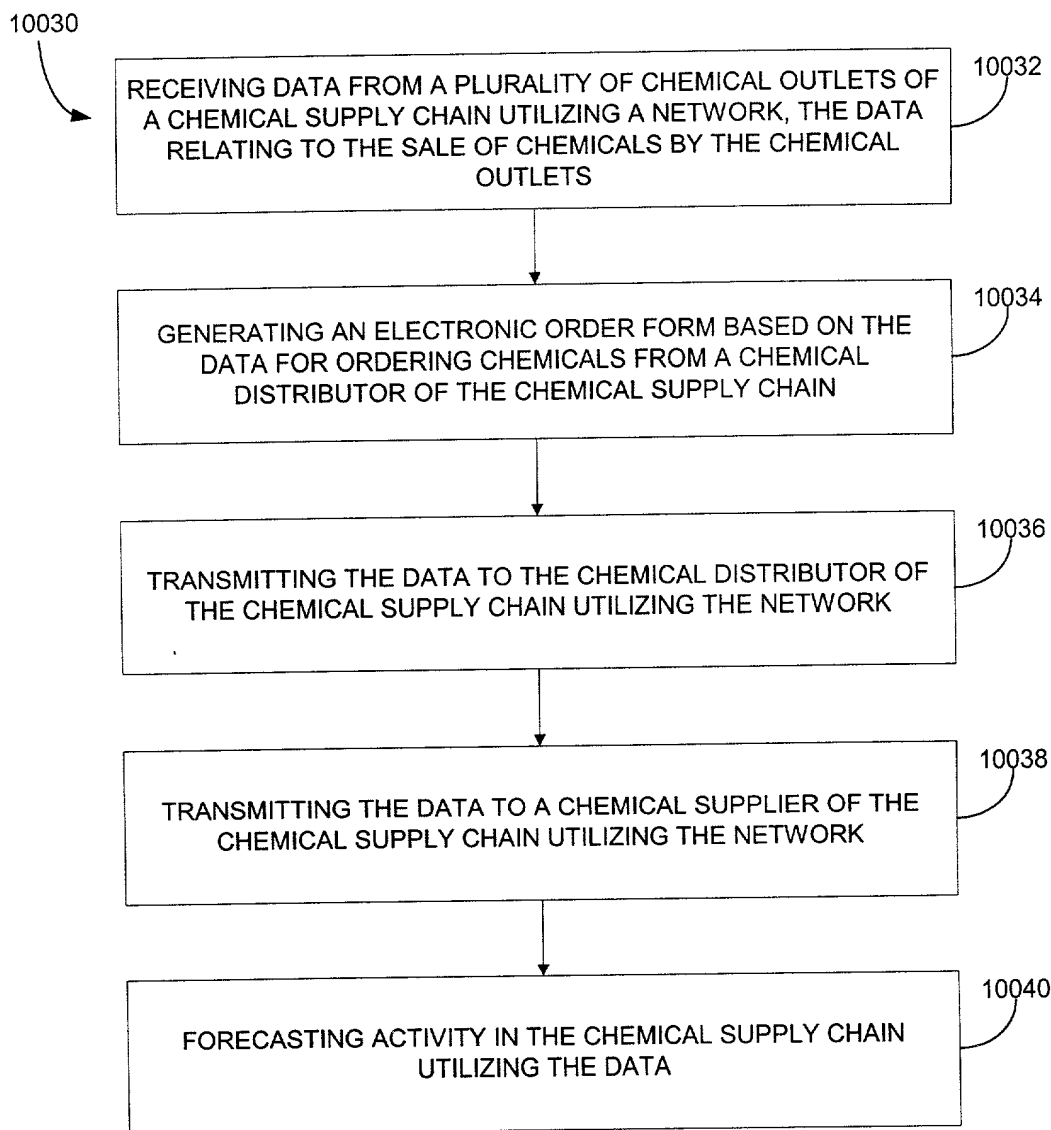 10030
RECEIVING DATA FROM A PLURALITY OF CHEMICAL OUTLETS OF
A CHEMICAL SUPPLY CHAIN UTILIZING A NETWORK, THE DATA
RELATING TO THE SALE OF CHEMICALS BY THE CHEMICAL
OUTLETS
10032
GENERATING AN ELECTRONIC ORDER FORM BASED ON THE
DATA FOR ORDERING CHEMICALS FROM A CHEMICAL
DISTRIBUTOR OF THE CHEMICAL SUPPLY CHAIN
10034
TRANSMITTING THE DATA TO THE CHEMICAL DISTRIBUTOR OF
THE CHEMICAL SUPPLY CHAIN UTILIZING THE NETWORK
10036
TRANSMITTING THE DATA TO A CHEMICAL SUPPLIER OF THE
CHEMICAL SUPPLY CHAIN UTILIZING THE NETWORK
10038
FORECASTING ACTIVITY IN THE CHEMICAL SUPPLY CHAIN
UTILIZING THE DATA
10040